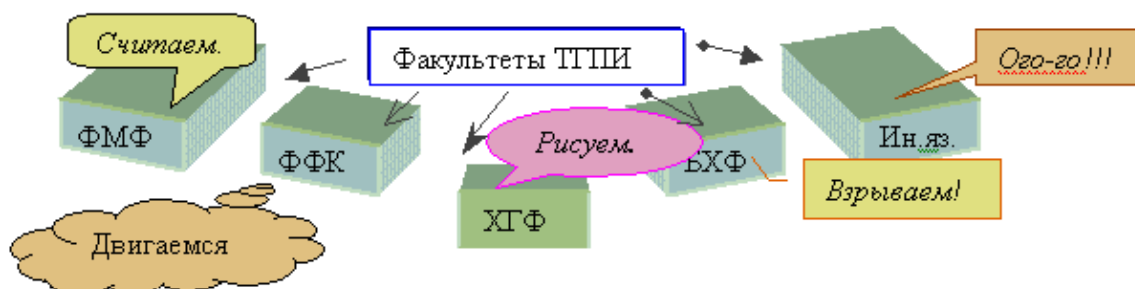 Считаем.
Факультеты ТГПИ
Ого-го!!!
ФМФ
ФФК
Рисуем.
БХФ
Ин.яз.
ХГФ
Взрываем!
Двигаемся